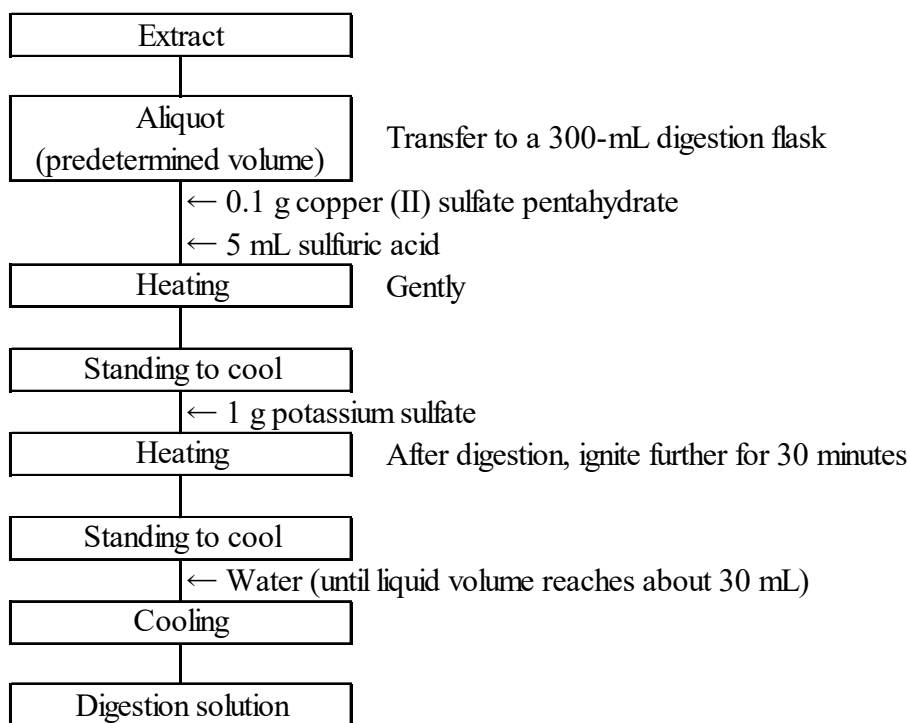 Extract
Aliquot
(predetermined volume)
Transfer to a 300-mL digestion flask
← 0.1 g copper (II) sulfate pentahydrate
← 5 mL sulfuric acid
Heating
Gently
Standing to cool
← 1 g potassium sulfate
Heating
After digestion, ignite further for 30 minutes
Standing to cool
← Water (until liquid volume reaches about 30 mL)
Cooling
Digestion solution